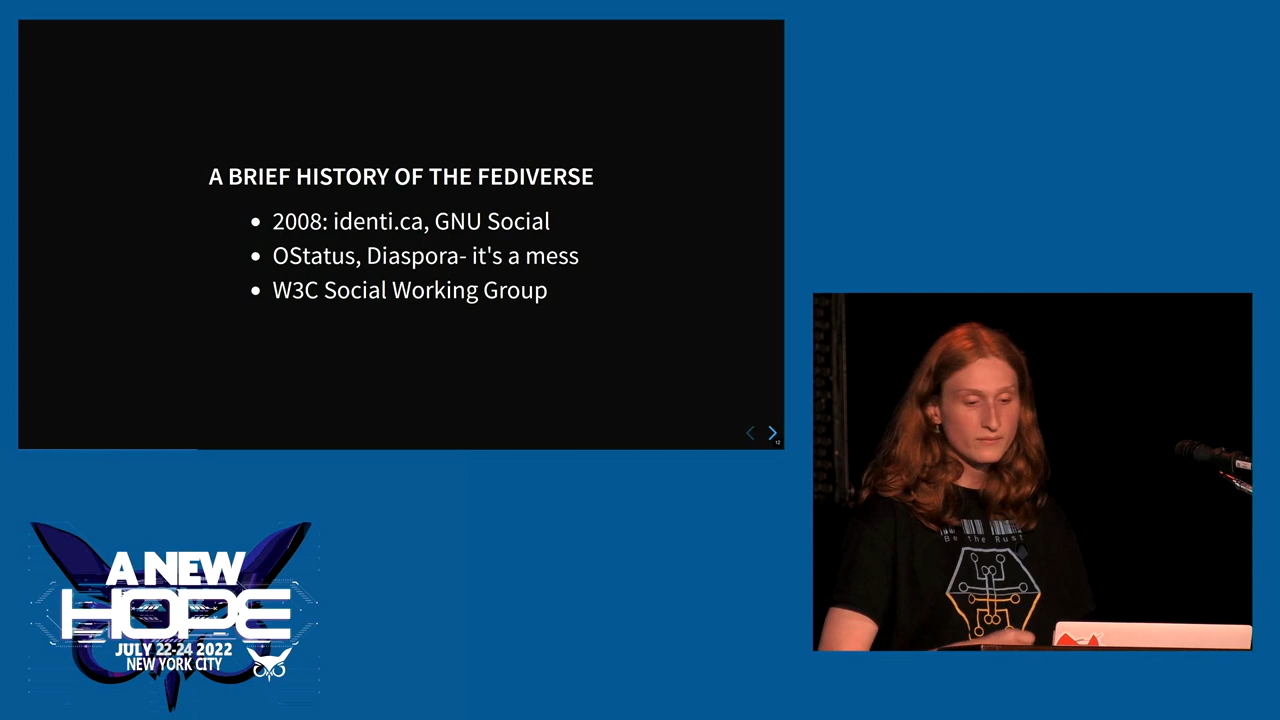 A BRIEF HISTORY OF THE FEDIVERSE
2008: identi.ca, GNU Social
OStatus, Diaspora- it's a mess
W3C Social Working Group
12
Be the Rust
A NEW
HOPE
JULY 22-24 2022
NEW YORK CITY